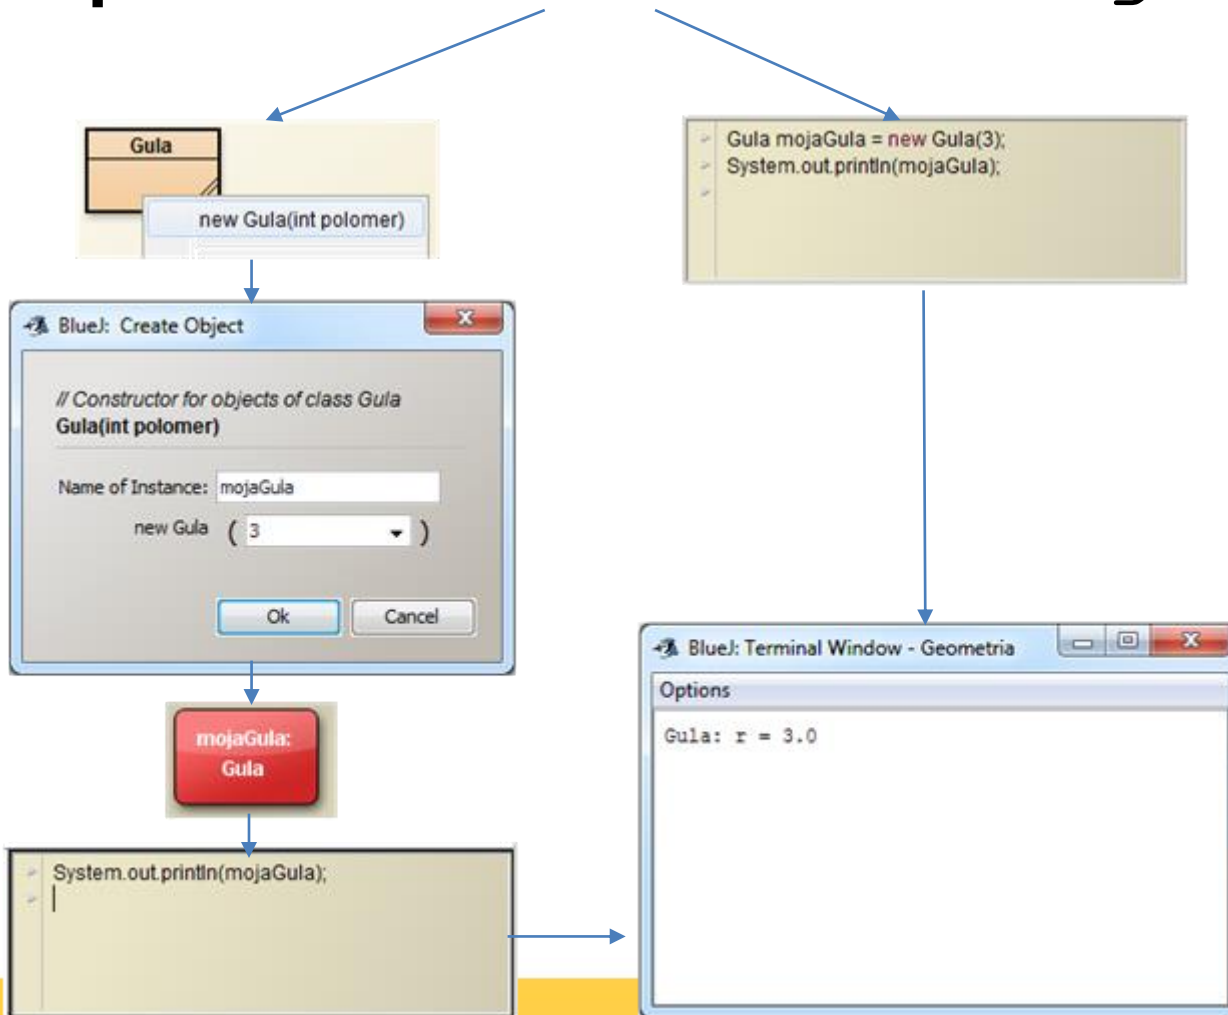 Gula
new Gula(int polomer)
Gula mojaGula = new Gula(3);
System.out.println(mojaGula);
BlueJ: Create Object
// Constructor for objects of class Gula
Gula(int polomer)
Name of Instance: mojaGula
new Gula ( 3 )
Ok Cancel
mojaGula:
Gula
System.out.println(mojaGula);
BlueJ: Terminal Window - Geometria
Options
Gula: r = 3.0